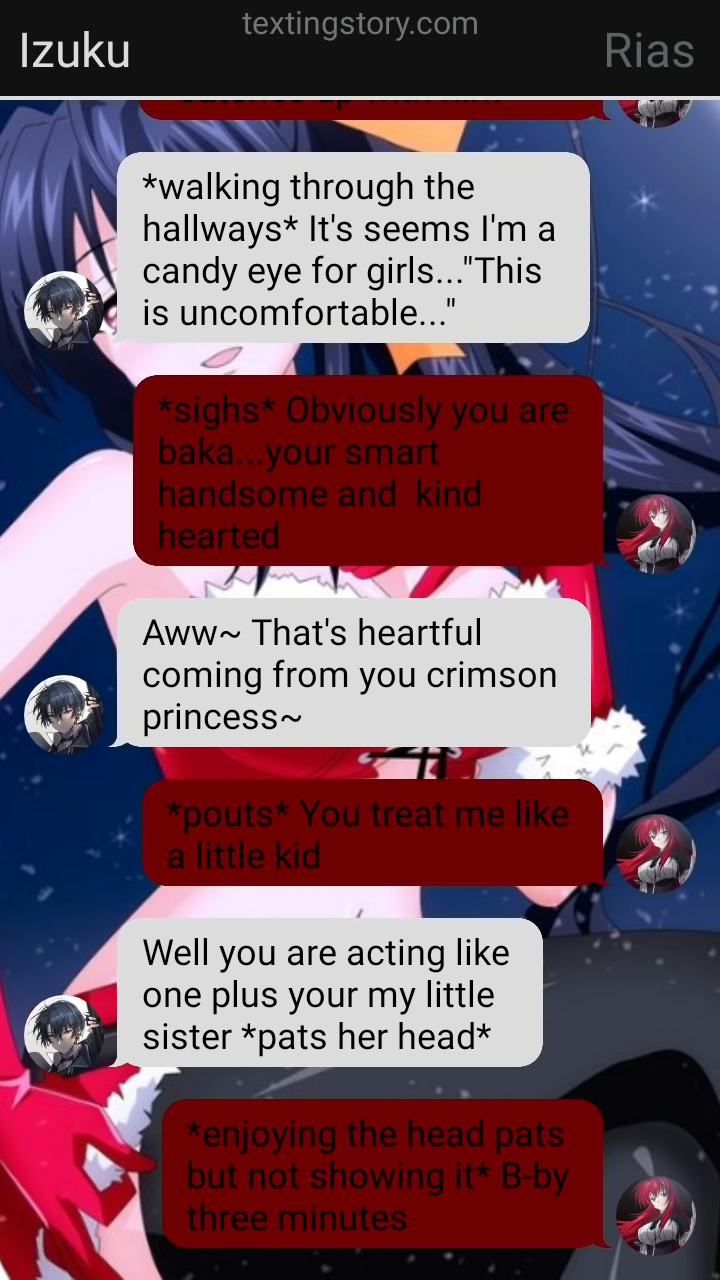 textingstory.com
Izuku
Rias
*walking through the
hallways* It's seems I'm a
candy eye for girls..."This
is uncomfortable..."
*sighs* Obviously you are
baka...your smart
handsome and  kind
hearted
Aww~ That's heartful
coming from you crimson
princess~
*pouts* You treat me like
a little kid
Well you are acting like
one plus your my little
sister *pats her head*
*enjoying the head pats
but not showing it* B-by
three minutes